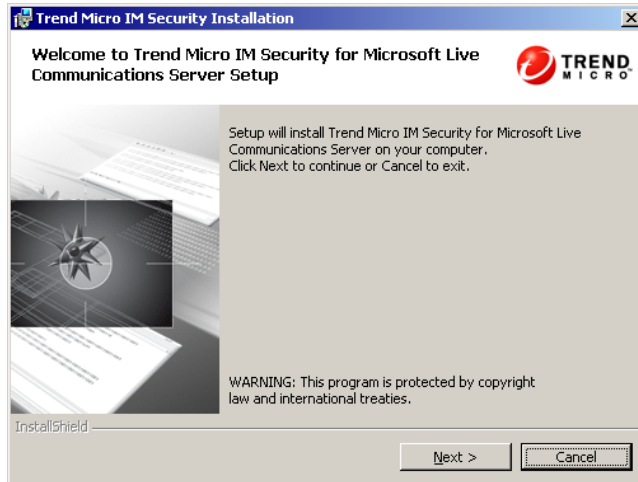 Trend Micro IM Security Installation
Welcome to Trend Micro IM Security for Microsoft Live
Communications Server Setup
TREND
MICRO
Setup will install Trend Micro IM Security for Microsoft Live
Communications Server on your computer.
Click Next to continue or Cancel to exit.
WARNING: This program is protected by copyright
law and international treaties.
InstallShield
Next >
Cancel